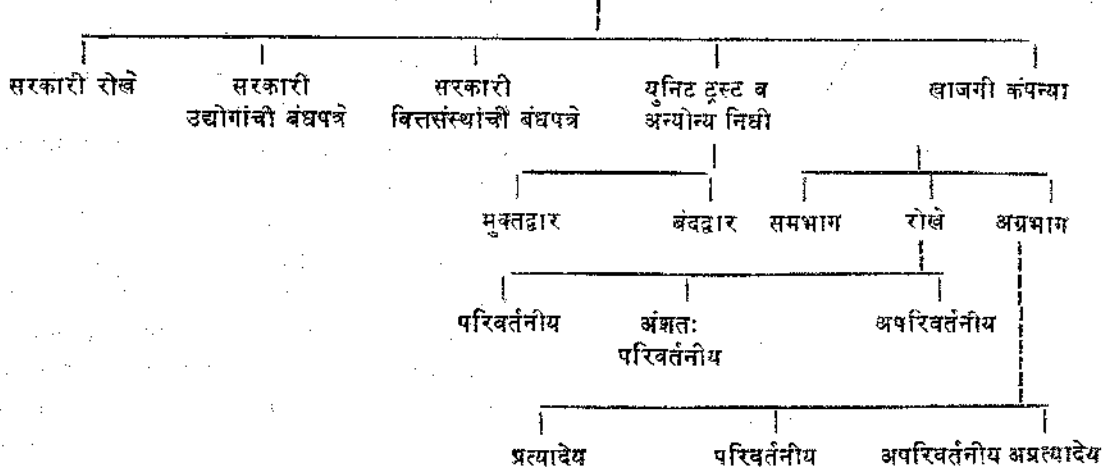 सरकारी रोखे सरकारी सरकारी युनिट ट्रस्ट व खाजगी कंपन्या
उद्योगांची बंधपत्रे वित्तसंस्थांची बंधपत्रे अन्योन्य निधी
मुक्तद्वार बंदद्वार समभाग रोखे अग्रभाग
परिवर्तनीय अंशतः अपरिवर्तनीय
परिवर्तनीय
प्रत्यादेय परिवर्तनीय अपरिवर्तनीय अप्रत्यादेय